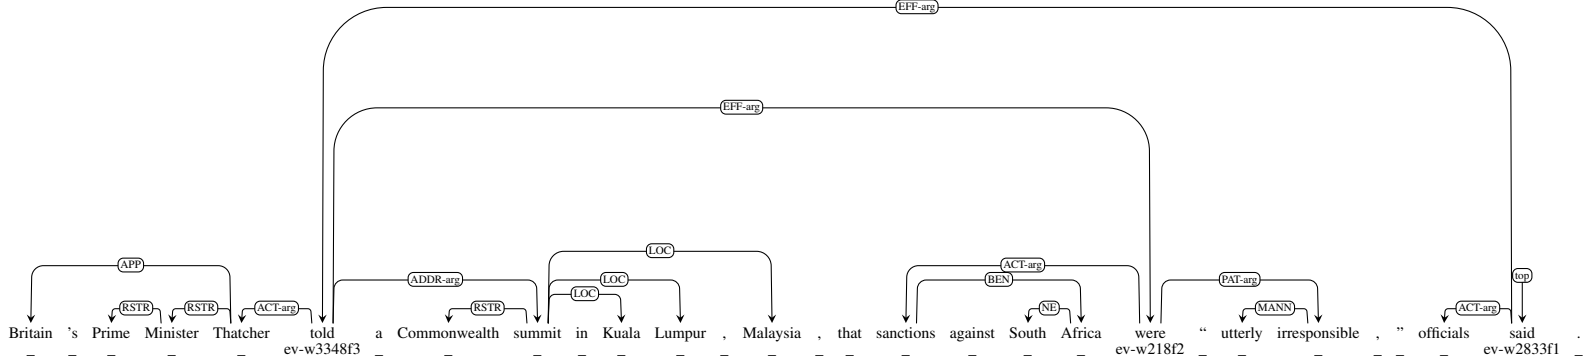 EFF-arg
EFF-arg
LOC
APP ACT-arg
ADDR-arg LOC BEN PAT-arg top
LOC
RSTR RSTR ACT-arg RSTR NE MANN ACT-arg
Britain 's Prime Minister Thatcher told a Commonwealth summit in Kuala Lumpur , Malaysia , that sanctions against South Africa were “ utterly irresponsible , ” officials said .
_ _ _ _ _ ev-w3348f3 _ _ _ _ _ _ _ _ _ _ _ _ _ _ ev-w218f2 _ _ _ _ _ _ ev-w2833f1 _